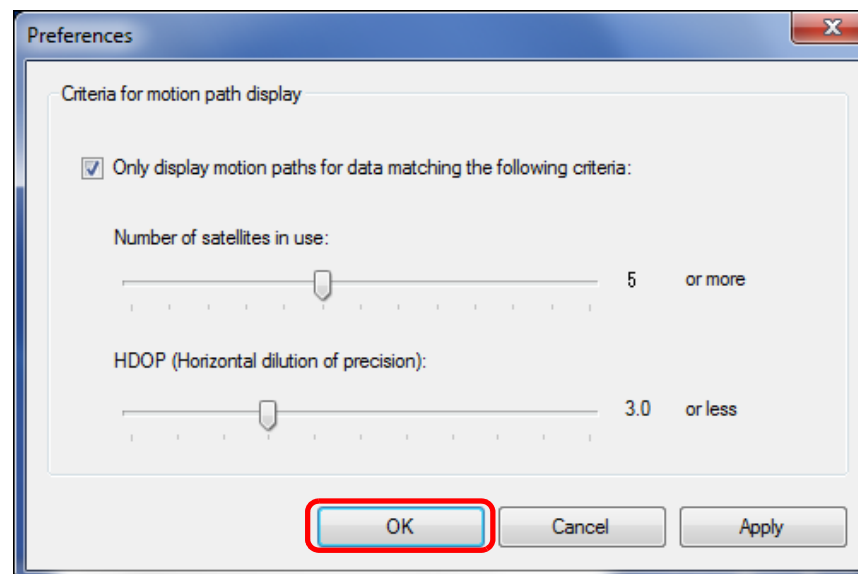 Preferences
Criteria for motion path display
Only display motion paths for data matching the following criteria:
Number of satellites in use:
5 or more
HDOP (Horizontal dilution of precision):
3.0 or less
OK Cancel Apply